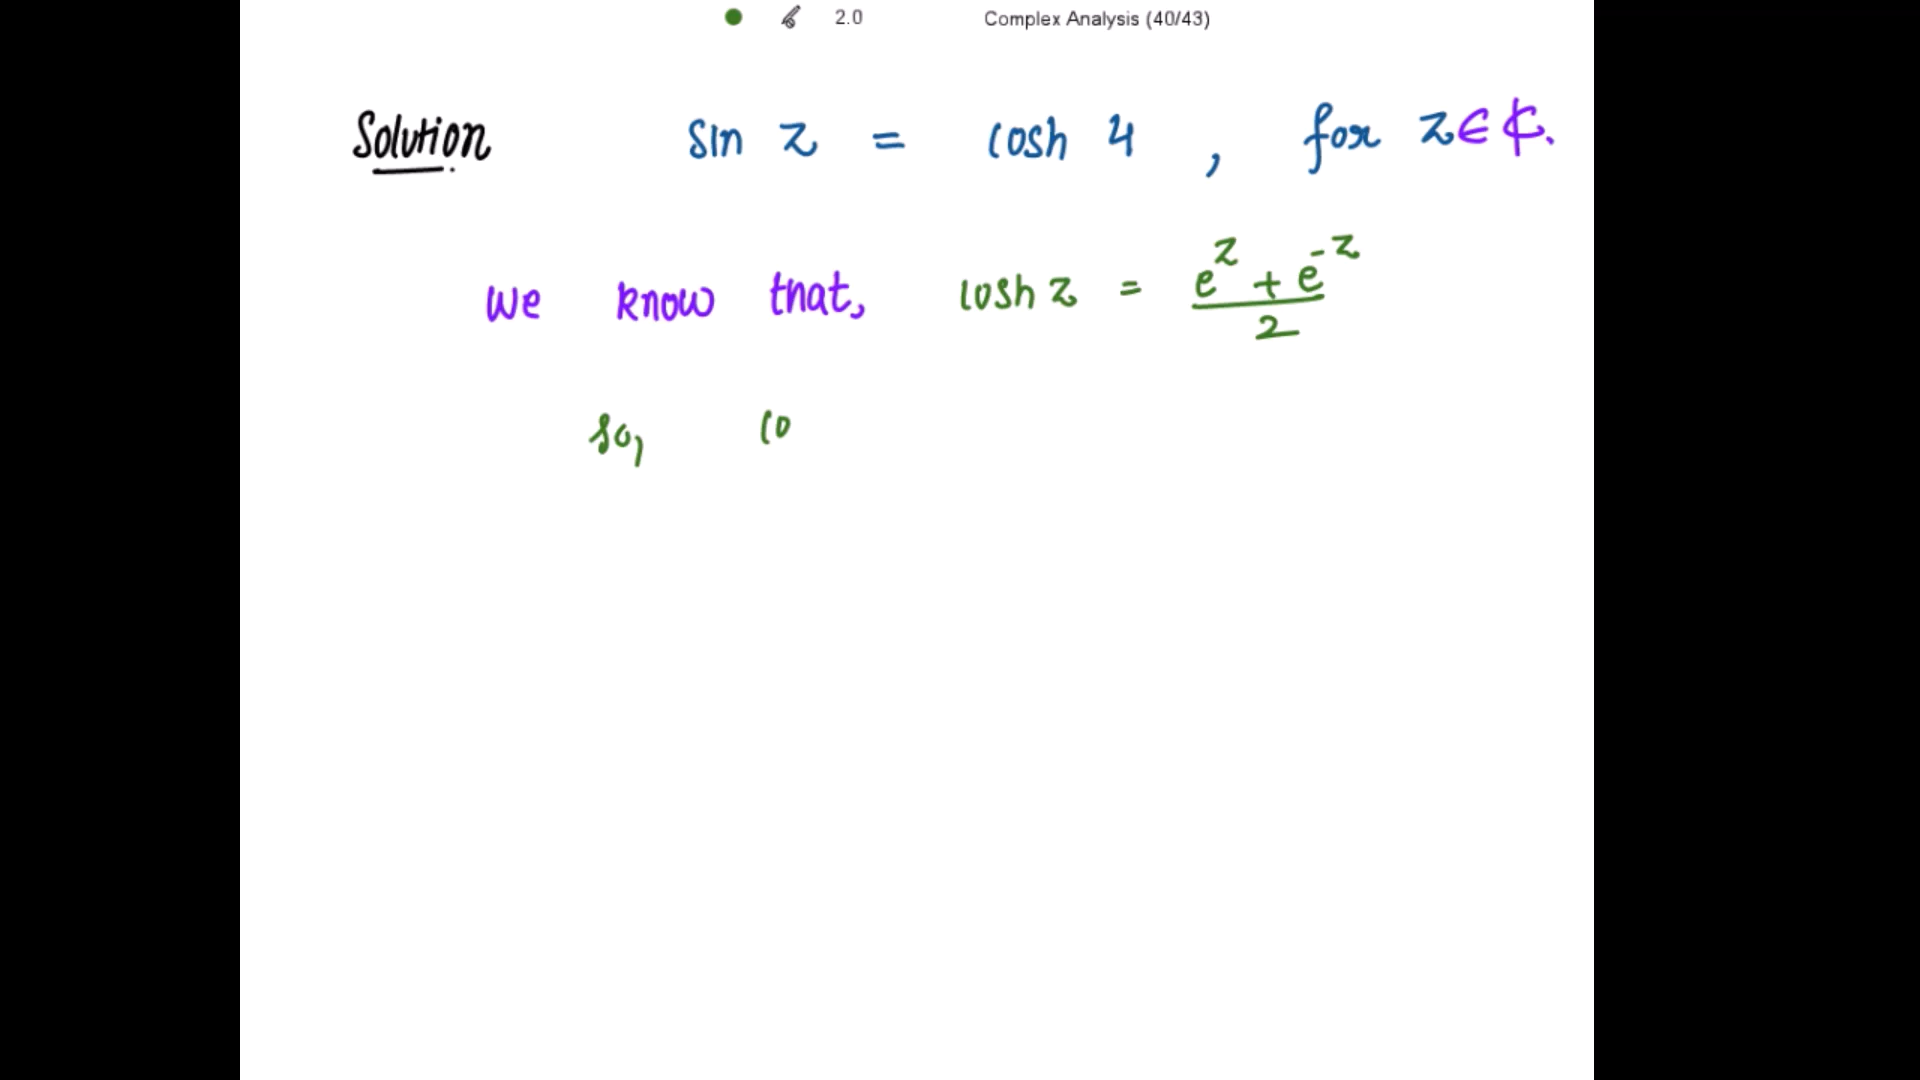 2.0 Complex Analysis (40/43)
Solution sin z = cosh 4 , for z ∈ ℂ.
We know that, cosh z = (e^z + e^-z)/2
So, co